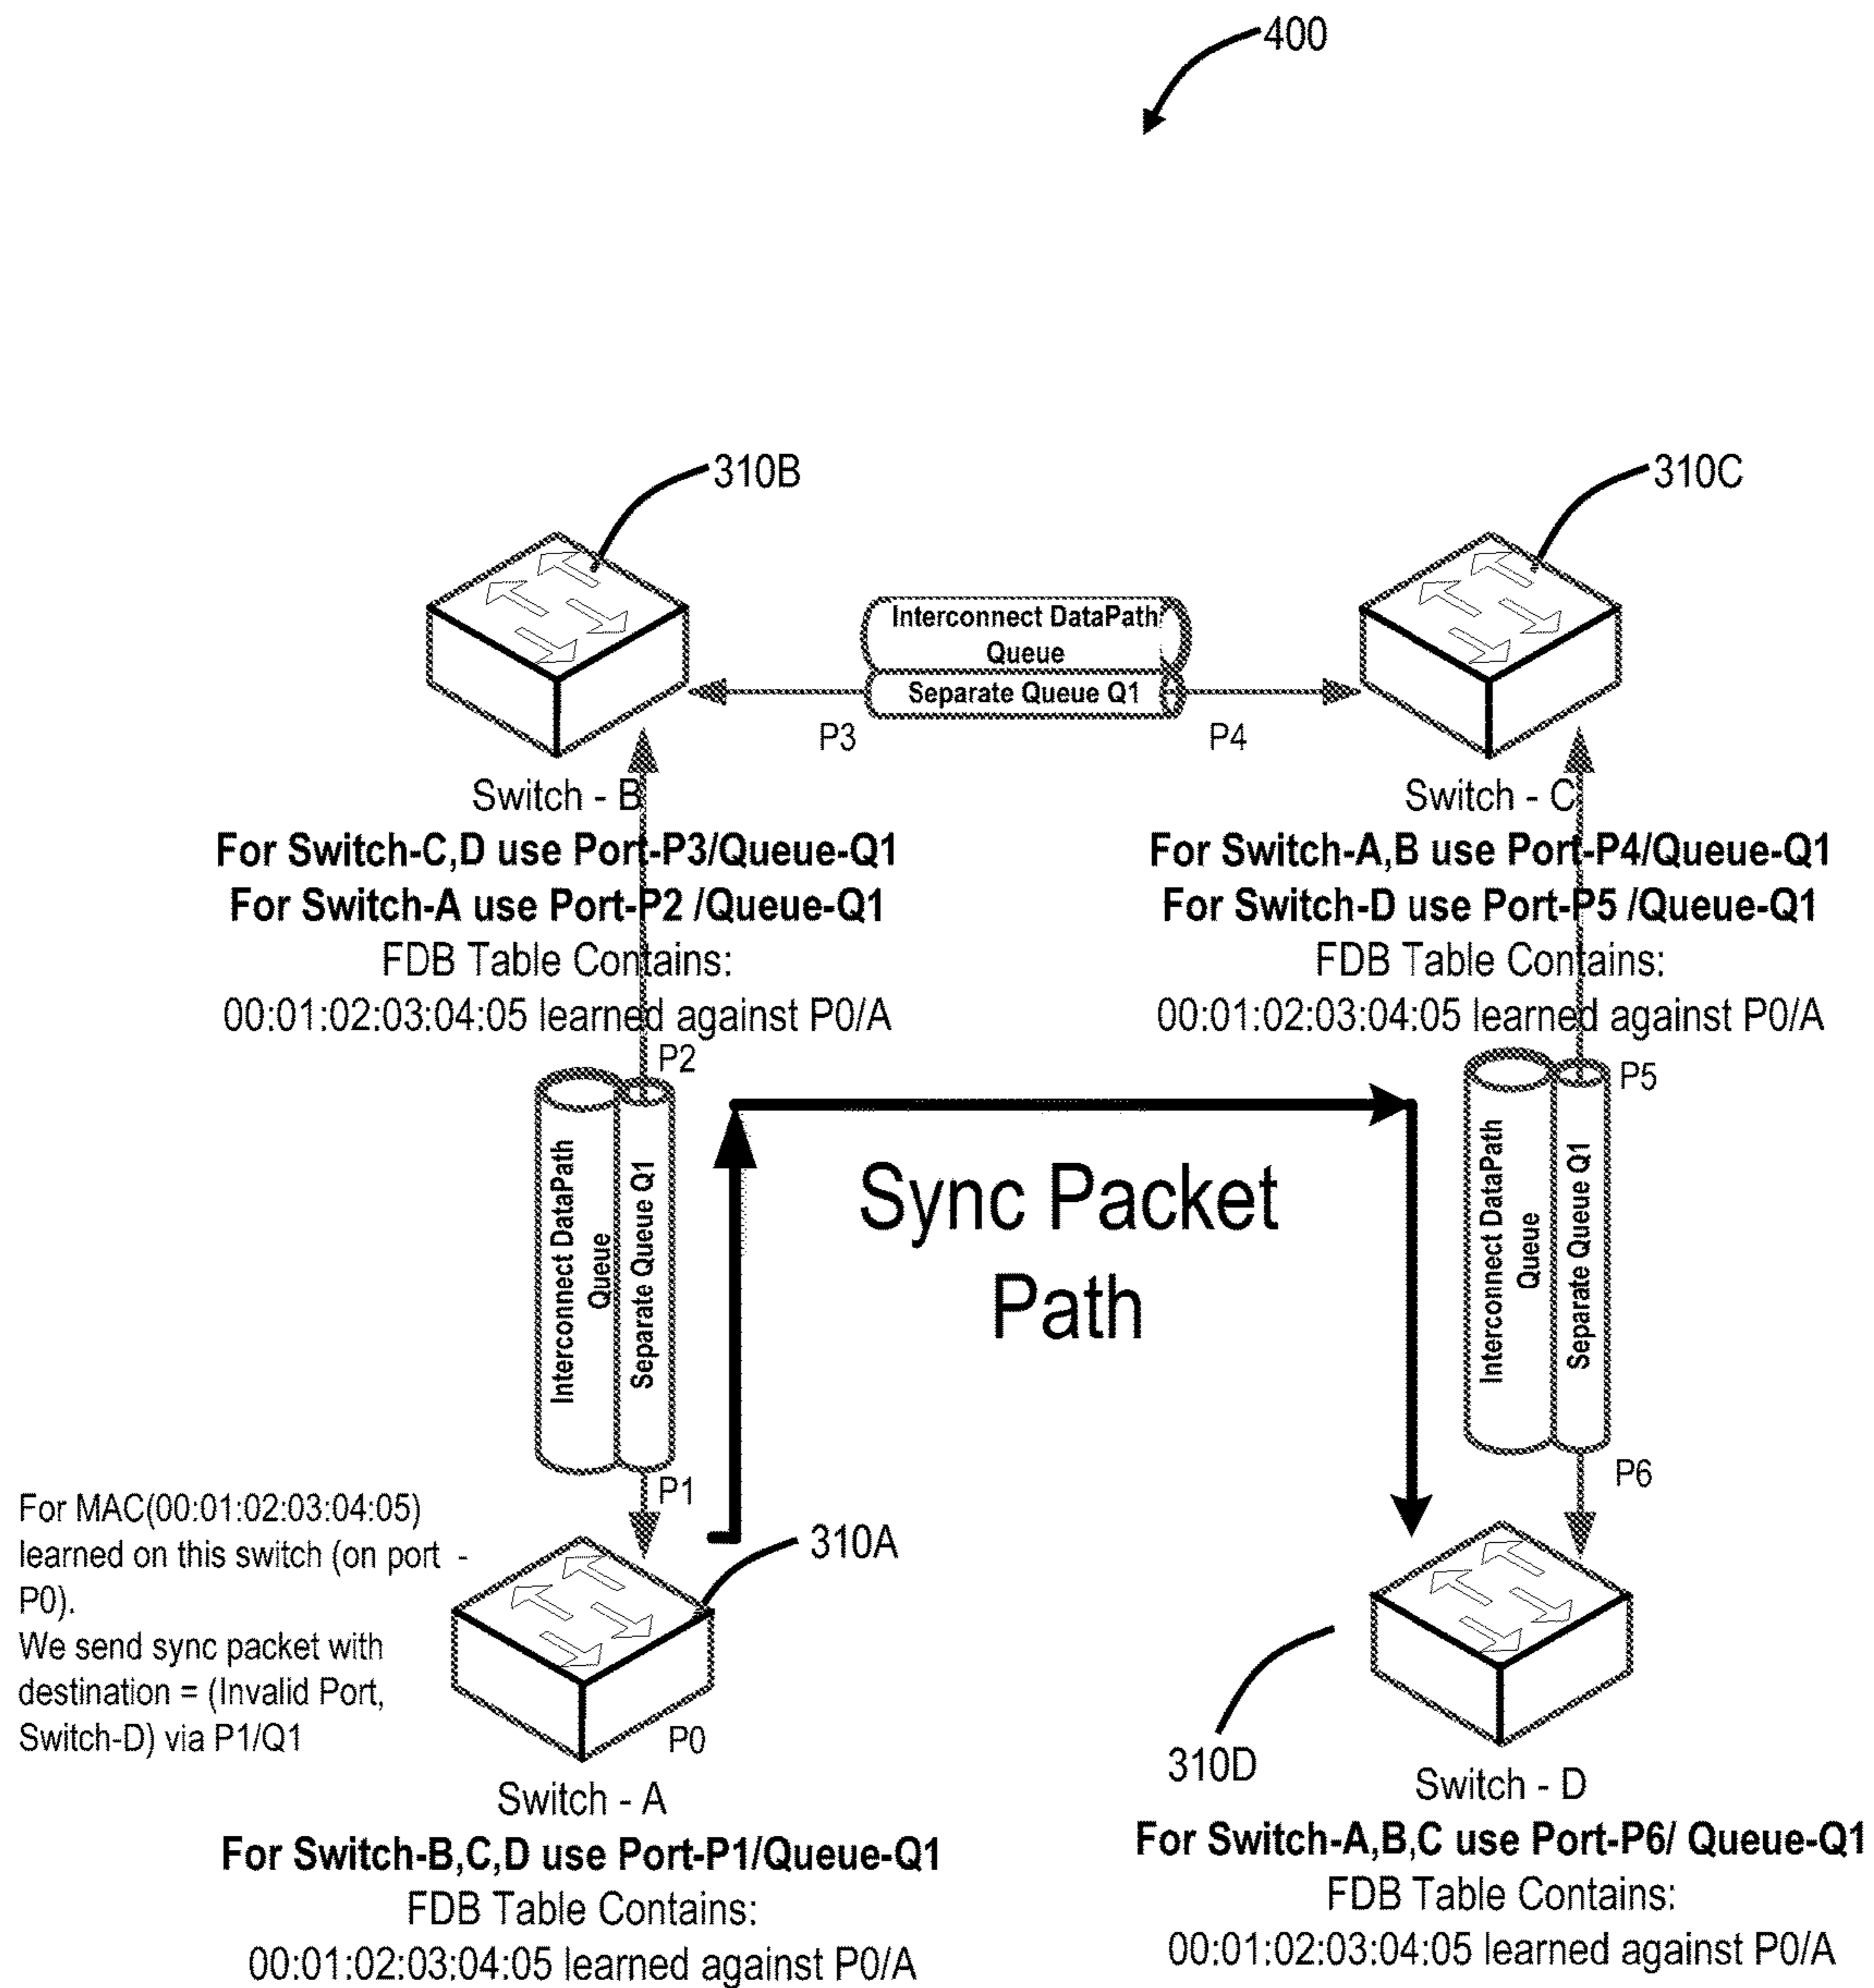 400
310B
310C
Interconnect DataPath
Queue
Separate Queue Q1
P3
P4
Switch - B
For Switch-C,D use Port-P3/Queue-Q1
For Switch-A use Port-P2 /Queue-Q1
FDB Table Contains:
00:01:02:03:04:05 learned against P0/A
Switch - C
For Switch-A,B use Port-P4/Queue-Q1
For Switch-D use Port-P5 /Queue-Q1
FDB Table Contains:
00:01:02:03:04:05 learned against P0/A
P2
Interconnect DataPath
Queue
Separate Queue Q1
P1
Sync Packet
Path
P5
Interconnect DataPath
Queue
Separate Queue Q1
P6
For MAC(00:01:02:03:04:05)
learned on this switch (on port -
P0).
We send sync packet with
destination = (Invalid Port,
Switch-D) via P1/Q1
310A
P0
310D
Switch - A
For Switch-B,C,D use Port-P1/Queue-Q1
FDB Table Contains:
00:01:02:03:04:05 learned against P0/A
Switch - D
For Switch-A,B,C use Port-P6/ Queue-Q1
FDB Table Contains:
00:01:02:03:04:05 learned against P0/A